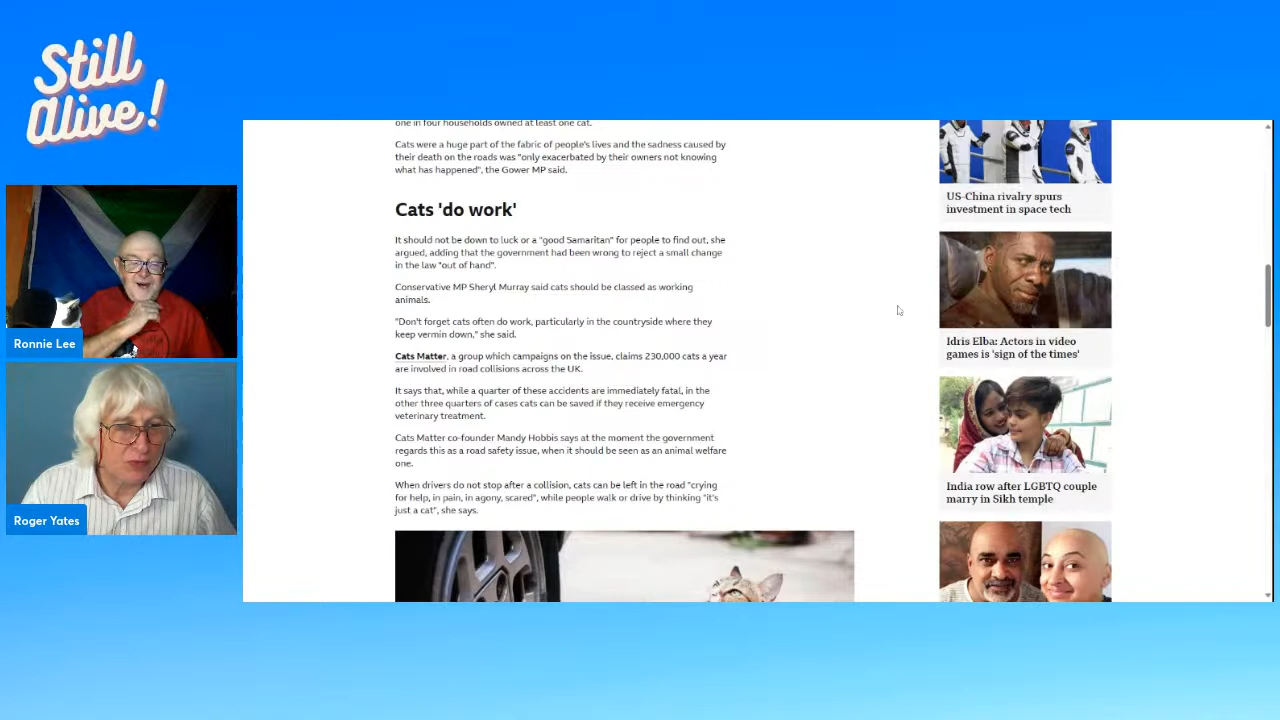 Still
Alive!
Ronnie Lee
Roger Yates
one in four households owned at least one cat.
Cats were a huge part of the fabric of people's lives and the sadness caused by
their death on the roads was "only exacerbated by their owners not knowing
what has happened", the Gower MP said.
Cats 'do work'
It should not be down to luck or a "good Samaritan" for people to find out, she
argued, adding that the government had been wrong to reject a small change
in the law "out of hand".
Conservative MP Sheryl Murray said cats should be classed as working
animals.
"Don't forget cats often do work, particularly in the countryside where they
keep vermin down," she said.
Cats Matter, a group which campaigns on the issue, claims 230,000 cats a year
are involved in road collisions across the UK.
It says that, while a quarter of these accidents are immediately fatal, in the
other three quarters of cases cats can be saved if they receive emergency
veterinary treatment.
Cats Matter co-founder Mandy Hobbis says at the moment the government
regards this as a road safety issue, when it should be seen as an animal welfare
one.
When drivers do not stop after a collision, cats can be left in the road "crying
for help, in pain, in agony, scared", while people walk or drive by thinking "it's
just a cat", she says.
US-China rivalry spurs
investment in space tech
Idris Elba: Actors in video
games is 'sign of the times'
India row after LGBTQ couple
marry in Sikh temple